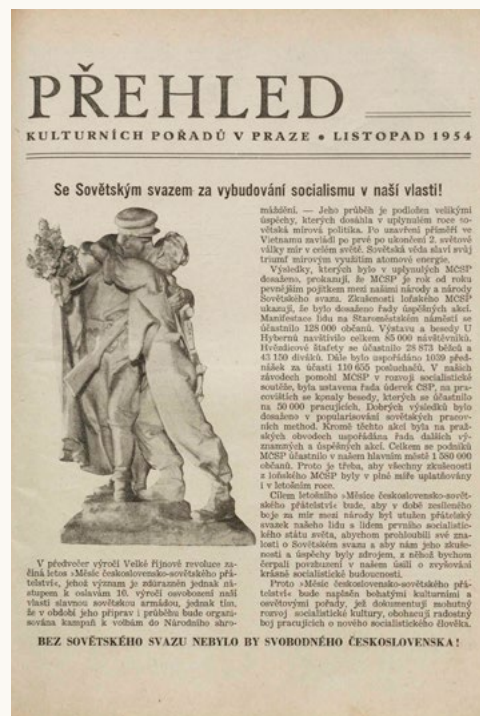 PŘEHLED
KULTURNÍCH POŘADŮ V PRAZE • LISTOPAD 1954
Se Sovětským svazem za vybudování socialismu v naší vlasti!
V předvečer výročí Velké říjnové revoluce za-
číná letos »Měsíc československo-sovětského přá-
telství«, jehož význam je zdůrazněn jednak ná-
stupem k oslavám 10. výročí osvobození naší
vlasti slavnou sovětskou armádou, jednak tím,
že v období jeho příprav i průběhu bude organi-
sována kampaň k volbám do Národního shro-
máždění. — Jeho průběh je podložen velikými
úspěchy, kterých dosáhla v uplynulém roce so-
větská mírová politika. Po uzavření příměří ve
Vietnamu zavládl po prvé po ukončení 2. světové
války mír v celém světě. Sovětská věda slaví svůj
triumf mírovým využitím atomové energie.
Výsledky, kterých bylo v uplynulých MČSP
dosaženo, prokazují, že MČSP je rok od roku
pevnějším pojítkem mezi našimi národy a národy
Sovětského svazu. Zkušenosti loňského MČSP
ukazují, že bylo dosaženo řady úspěšných akcí.
Manifestace lidu na Staroměstském náměstí se
účastnilo 128 000 občanů. Výstavu a besedy U
Hybernů navštívilo celkem 85 000 návštěvníků.
Hvězdicové štafety se účastnilo 28 873 běžců a
43 150 diváků. Dále bylo uspořádáno 1039 před-
nášek za účasti 110 655 posluchačů. V našich
závodech pomohl MČSP v rozvoji socialistické
soutěže, byla ustavena řada úderek ČSP, na pra-
covištích se konaly besedy, kterých se účastnilo
na 50 000 pracujících. Dobrých výsledků bylo
dosaženo v popularisování sovětských pracov-
ních method. Kromě těchto akcí byla na praž-
ských obvodech uspořádána řada dalších vý-
znamných a úspěšných akcí. Celkem se podniků
MČSP účastnilo v našem hlavním městě 1 580 000
občanů. Proto je třeba, aby všechny zkušenosti
z loňského MČSP byly v plné míře uplatňovány
i v letošním roce.
Cílem letošního »Měsíce československo-sovět-
ského přátelství« bude, aby v době zesíleného
boje za mír mezi národy byl utužen přátelský
svazek našeho lidu s lidem prvního socialistic-
kého státu světa, abychom prohloubili své zna-
losti o Sovětském svazu a aby nám jeho zkuše-
nosti a úspěchy byly zdrojem, z něhož bychom
čerpali povzbuzení v našem úsilí o zvyšování
krásné socialistické budoucnosti.
Proto »Měsíc československo-sovětského přá-
telství« bude naplněn bohatými kulturními a
osvětovými pořady, jež dokumentují mohutný
rozvoj socialistické kultury, obohacují radostný
boj pracujících o nového socialistického člověka.
BEZ SOVĚTSKÉHO SVAZU NEBYLO BY SVOBODNÉHO ČESKOSLOVENSKA!